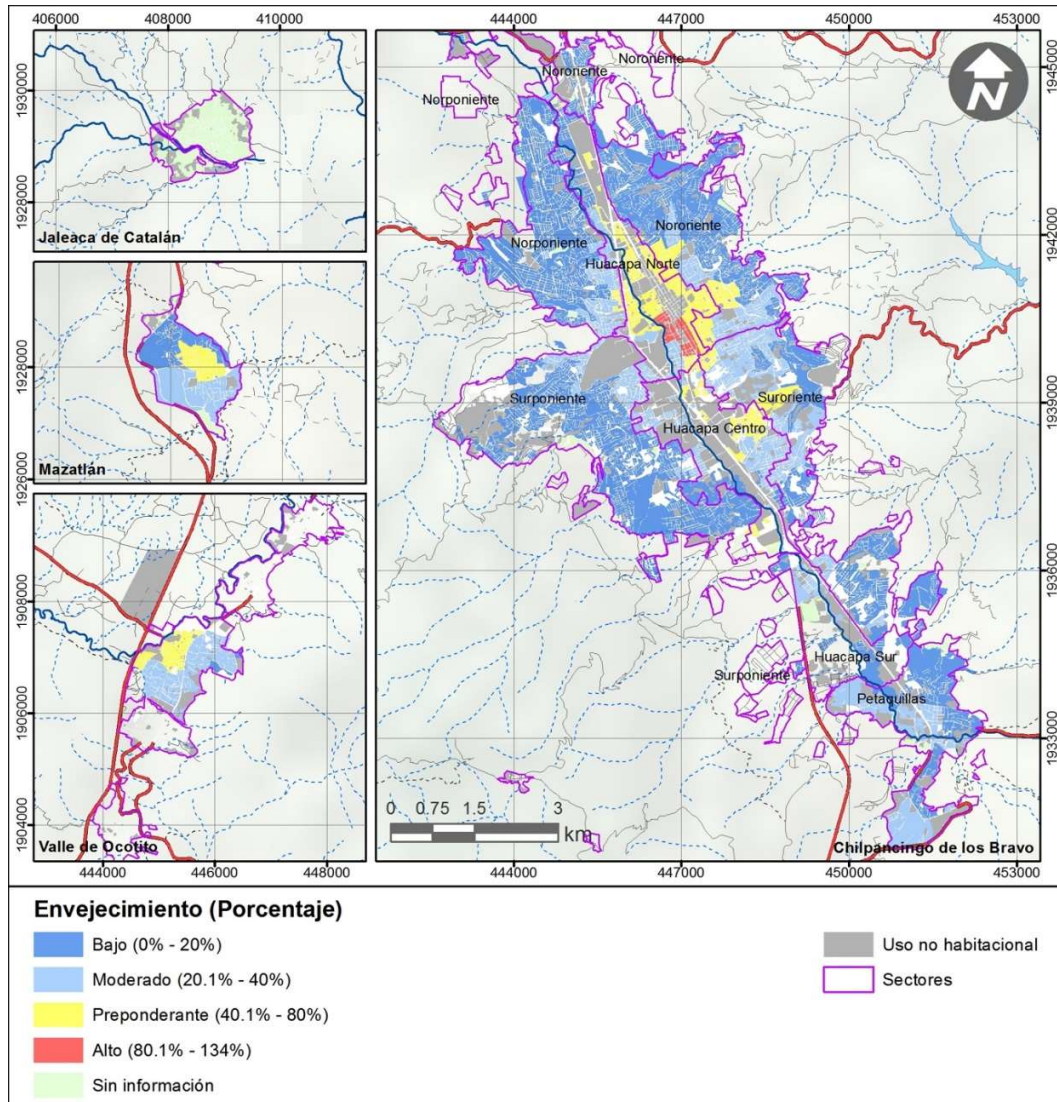 406000 408000 410000
444000 447000 450000 453000
1930000
1928000
Jaleaca de Catalán
1928000
1926000
Mazatlán
1908000
1906000
1904000
Valle de Ocotito
444000 446000 448000
N
1945000
1942000
1939000
1936000
1933000
Nororiente
Nororiente
Norponiente
Norponiente
Nororiente
Huacapa Norte
Surponiente
Suroriente
Huacapa Centro
Huacapa Sur
Surponiente
Petaquillas
0 0.75 1.5 3
km
Chilpancingo de los Bravo
444000 447000 450000 453000
Envejecimiento (Porcentaje)
Bajo (0% - 20%)
Moderado (20.1% - 40%)
Preponderante (40.1% - 80%)
Alto (80.1% - 134%)
Sin información
Uso no habitacional
Sectores